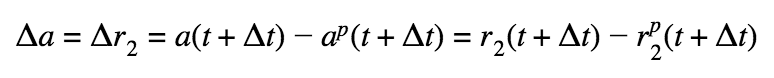 Δa = Δr₂ = a(t + Δt) − aᵖ(t + Δt) = r₂(t + Δt) − r₂ᵖ(t + Δt)